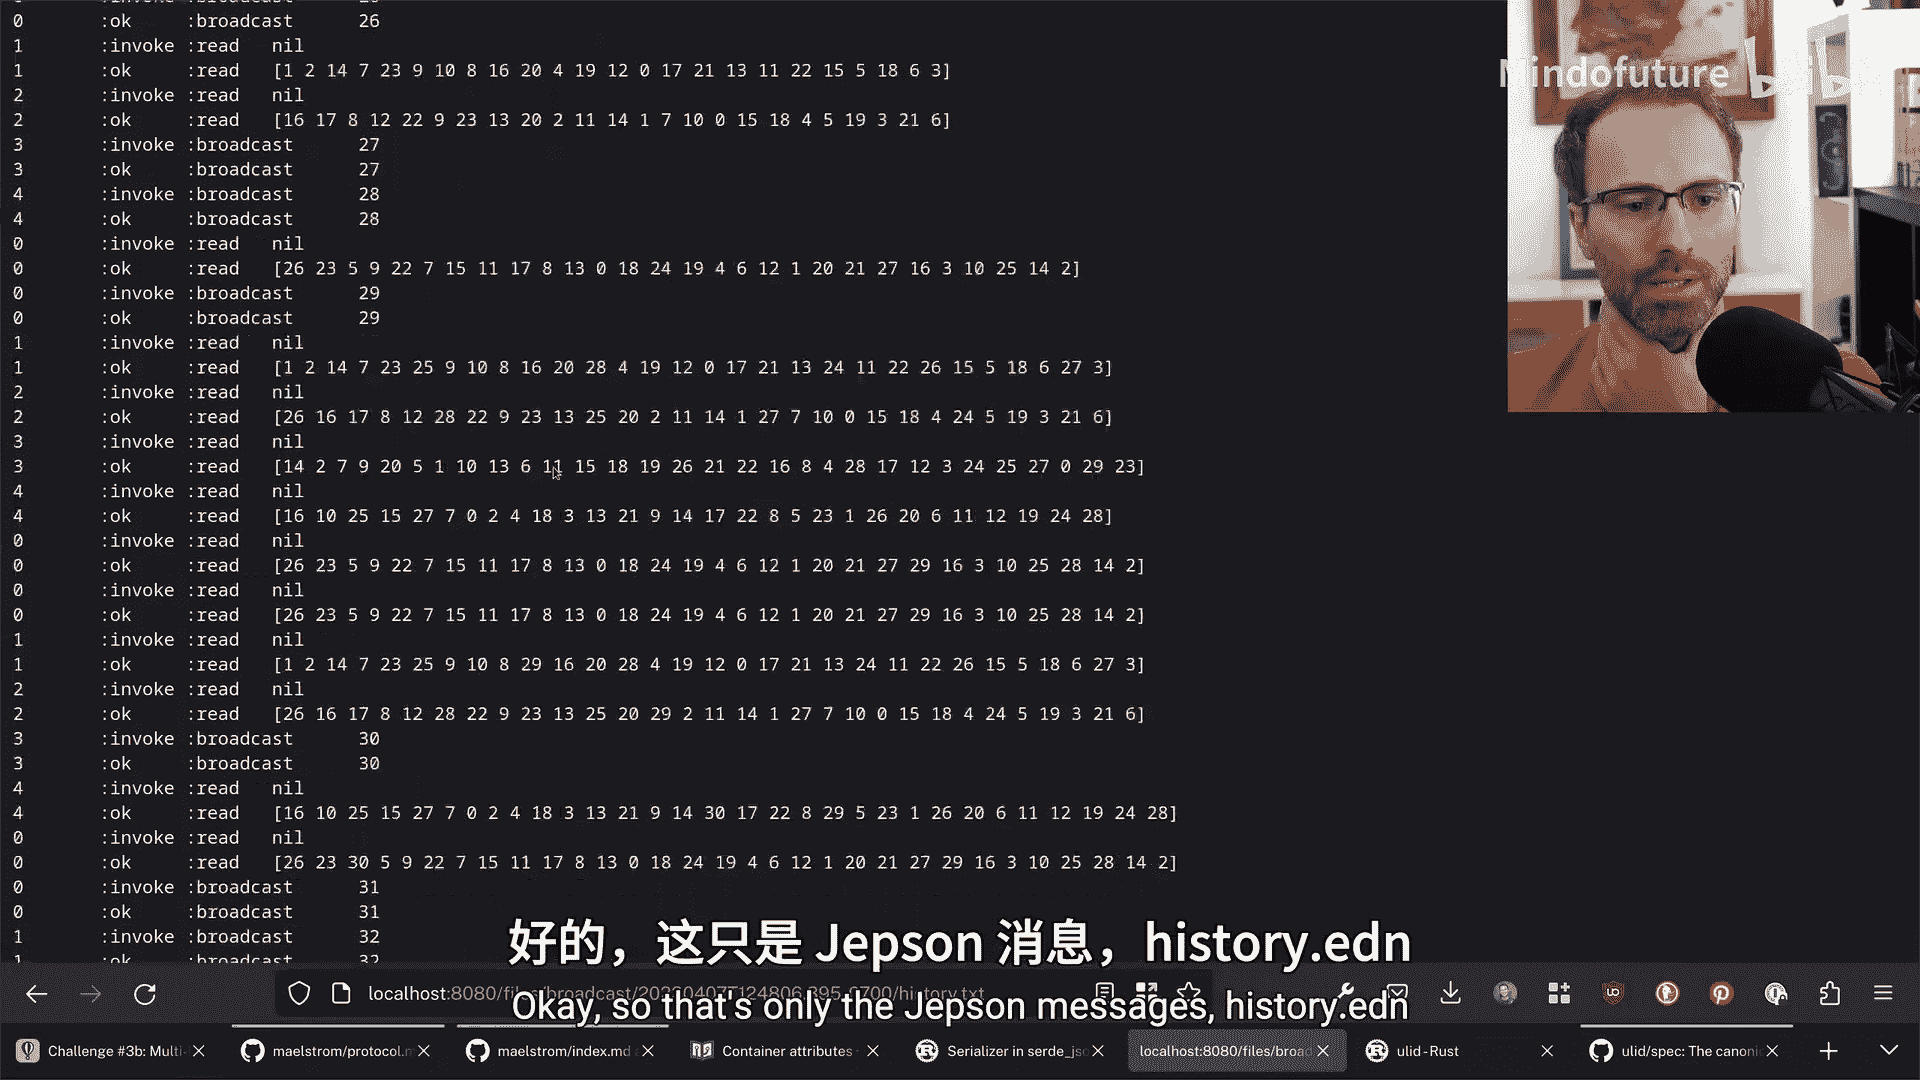 0 :ok :broadcast 26
1 :invoke :read nil
1 :ok :read [1 2 14 7 23 9 10 8 16 20 4 19 12 0 17 21 13 11 22 15 5 18 6 3]
2 :invoke :read nil
2 :ok :read [16 17 8 12 22 9 23 13 20 2 11 14 1 7 10 0 15 18 4 5 19 3 21 6]
3 :invoke :broadcast 27
3 :ok :broadcast 27
4 :invoke :broadcast 28
4 :ok :broadcast 28
0 :invoke :read nil
0 :ok :read [26 23 5 9 22 7 15 11 17 8 13 0 18 24 19 4 6 12 1 20 21 27 16 3 10 25 14 2]
0 :invoke :broadcast 29
0 :ok :broadcast 29
1 :invoke :read nil
1 :ok :read [1 2 14 7 23 25 9 10 8 16 20 28 4 19 12 0 17 21 13 24 11 22 26 15 5 18 6 27 3]
2 :invoke :read nil
2 :ok :read [26 16 17 8 12 28 22 9 23 13 25 20 2 11 14 1 27 7 10 0 15 18 4 24 5 19 3 21 6]
3 :invoke :read nil
3 :ok :read [14 2 7 9 20 5 1 10 13 6 11 15 18 19 26 21 22 16 8 4 28 17 12 3 24 25 27 0 29 23]
4 :invoke :read nil
4 :ok :read [16 10 25 15 27 7 0 2 4 18 3 13 21 9 14 17 22 8 5 23 1 26 20 6 11 12 19 24 28]
0 :invoke :read nil
0 :ok :read [26 23 5 9 22 7 15 11 17 8 13 0 18 24 19 4 6 12 1 20 21 27 29 16 3 10 25 28 14 2]
0 :invoke :read nil
0 :ok :read [26 23 5 9 22 7 15 11 17 8 13 0 18 24 19 4 6 12 1 20 21 27 29 16 3 10 25 28 14 2]
1 :invoke :read nil
1 :ok :read [1 2 14 7 23 25 9 10 8 29 16 20 28 4 19 12 0 17 21 13 24 11 22 26 15 5 18 6 27 3]
2 :invoke :read nil
2 :ok :read [26 16 17 8 12 28 22 9 23 13 25 20 29 2 11 14 1 27 7 10 0 15 18 4 24 5 19 3 21 6]
3 :invoke :broadcast 30
3 :ok :broadcast 30
4 :invoke :read nil
4 :ok :read [16 10 25 15 27 7 0 2 4 18 3 13 21 9 14 30 17 22 8 29 5 23 1 26 20 6 11 12 19 24 28]
0 :invoke :read nil
0 :ok :read [26 23 30 5 9 22 7 15 11 17 8 13 0 18 24 19 4 6 12 1 20 21 27 29 16 3 10 25 28 14 2]
0 :invoke :broadcast 31
0 :ok :broadcast 31
1 :invoke :broadcast 32
1 :ok :broadcast 32
Mindofuture bilib
好的，这只是 Jepson 消息，history.edn
Okay, so that's only the Jepson messages, history.edn
Challenge #3b: Multi-
maelstrom/protocol.m
maelstrom/index.md
Container attributes
Serializer in serde_jso
localhost:8080/files/broad
ulid - Rust
ulid/spec: The canonic